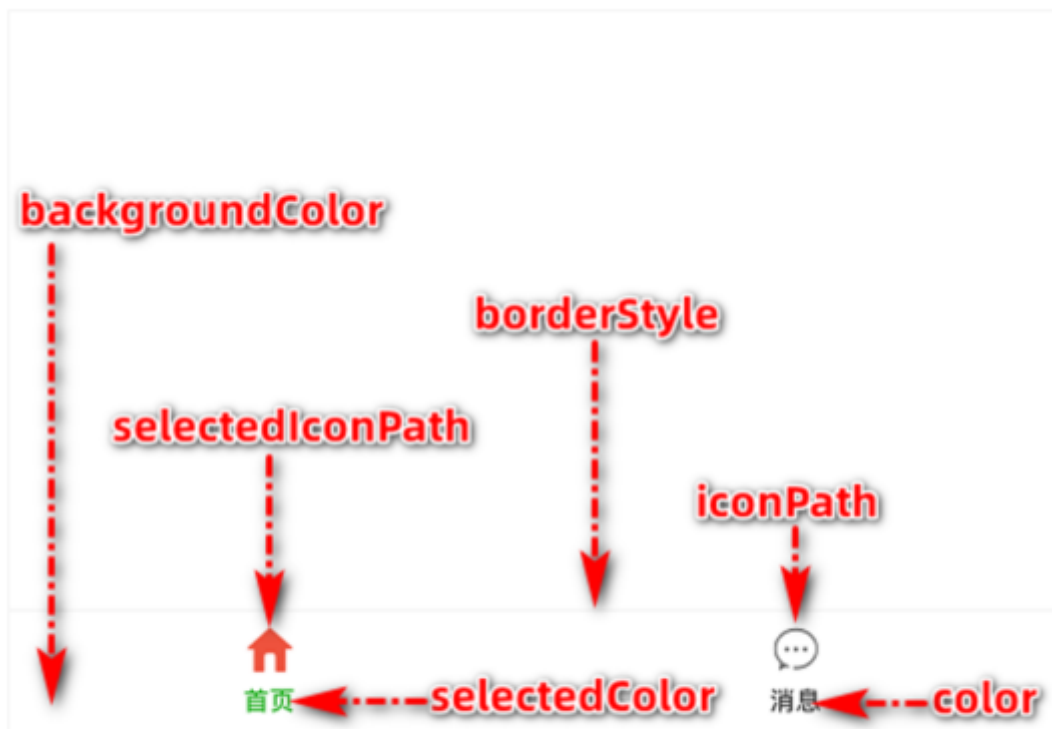 backgroundColor
borderStyle
selectedIconPath
iconPath
首页
selectedColor
消息
color